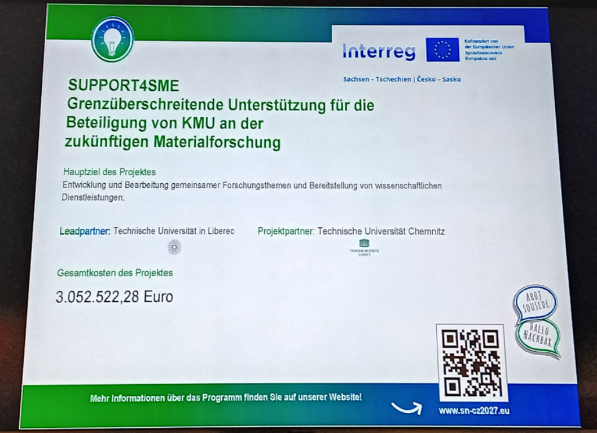 Interreg
Kofinanziert von
der Europäischen Union
Spolufinancováno
Evropskou unií
Sachsen – Tschechien | Česko – Sasko
SUPPORT4SME
Grenzüberschreitende Unterstützung für die
Beteiligung von KMU an der
zukünftigen Materialforschung
Hauptziel des Projektes
Entwicklung und Bearbeitung gemeinsamer Forschungsthemen und Bereitstellung von wissenschaftlichen
Dienstleistungen.
Leadpartner: Technische Universität in Liberec
Projektpartner: Technische Universität Chemnitz
TECHNISCHE UNIVERSITÄT
CHEMNITZ
Gesamtkosten des Projektes
3.052.522,28 Euro
AHOJ
SOUSEDE.
HALLO
NACHBAR.
Mehr Informationen über das Programm finden Sie auf unserer Website!
www.sn-cz2027.eu